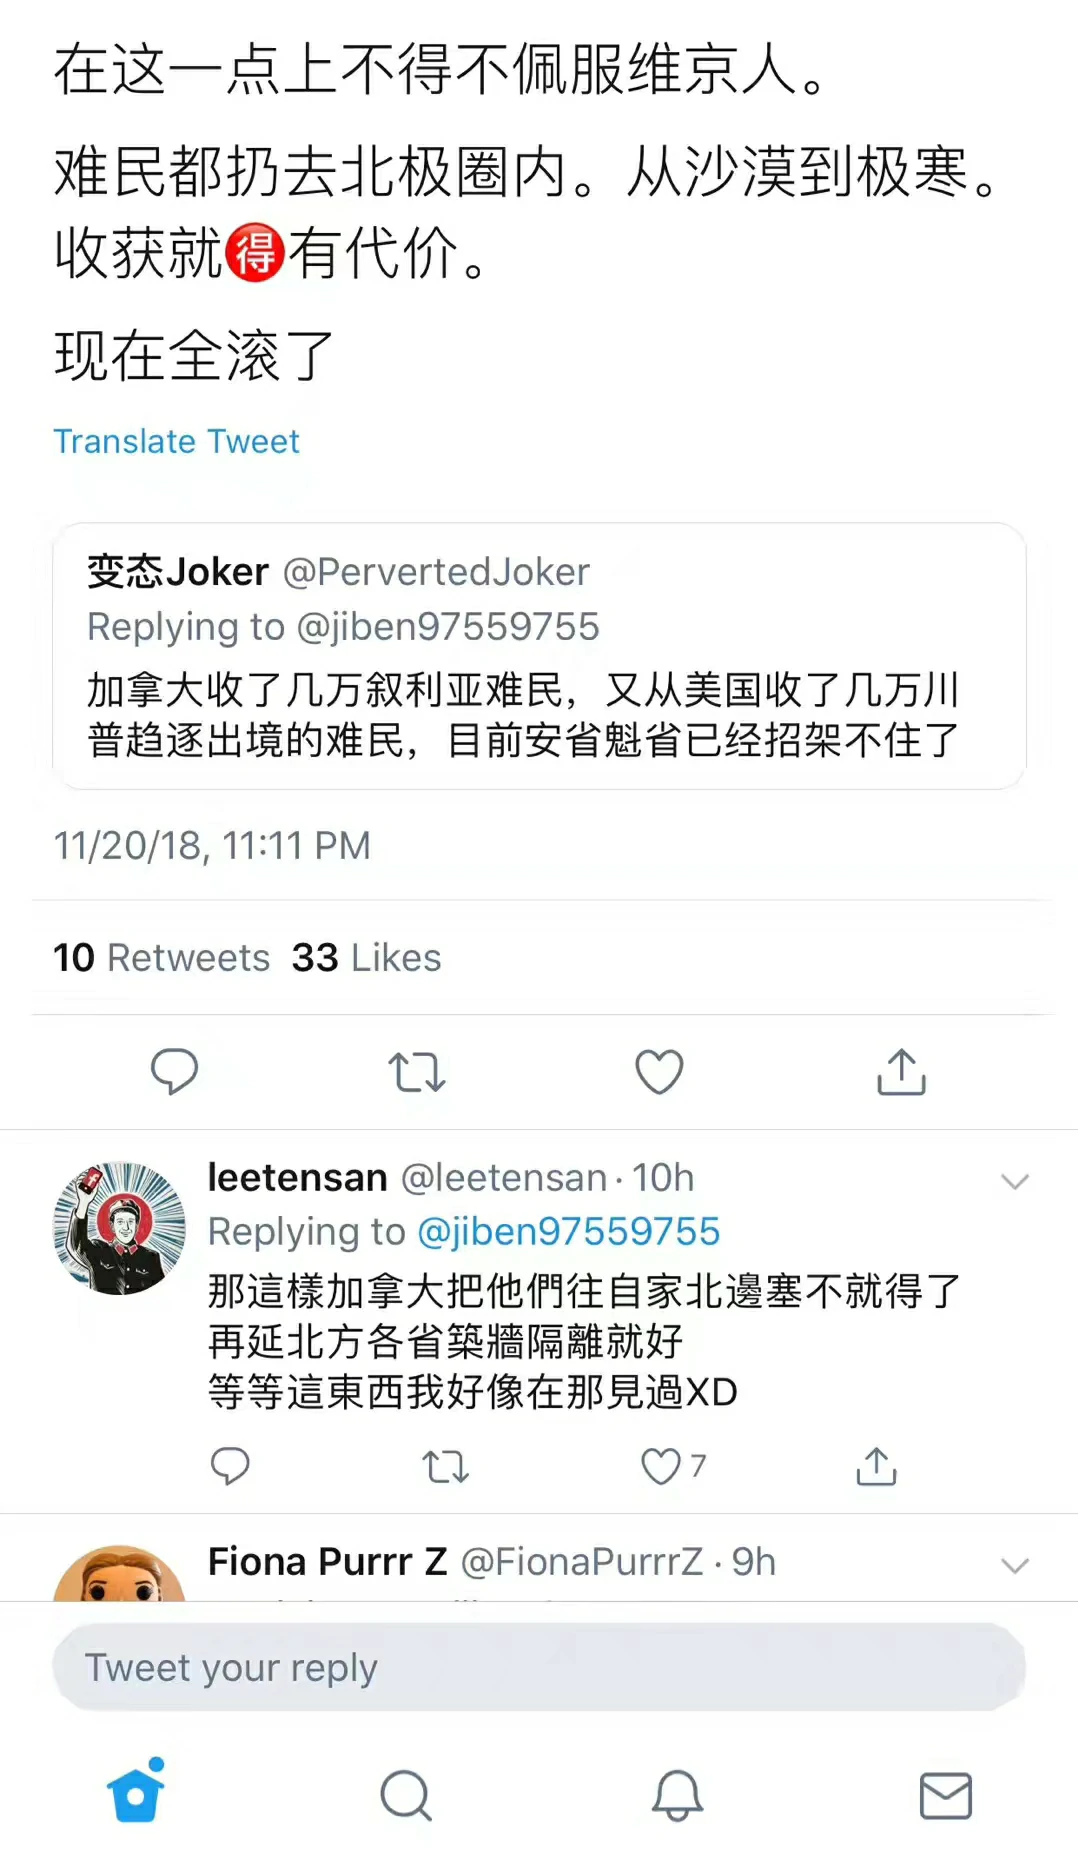 在这一点上不得不佩服维京人。
难民都扔去北极圈内。从沙漠到极寒。
收获就🉐有代价。
现在全滚了
Translate Tweet
变态Joker @PervertedJoker
Replying to @jiben97559755
加拿大收了几万叙利亚难民，又从美国收了几万川
普趋逐出境的难民，目前安省魁省已经招架不住了
11/20/18, 11:11 PM
10 Retweets 33 Likes
leetensan @leetensan · 10h
Replying to @jiben97559755
那這樣加拿大把他們往自家北邊塞不就得了
再延北方各省築牆隔離就好
等等這東西我好像在那見過XD
7
Fiona Purrr Z @FionaPurrrZ · 9h
Tweet your reply